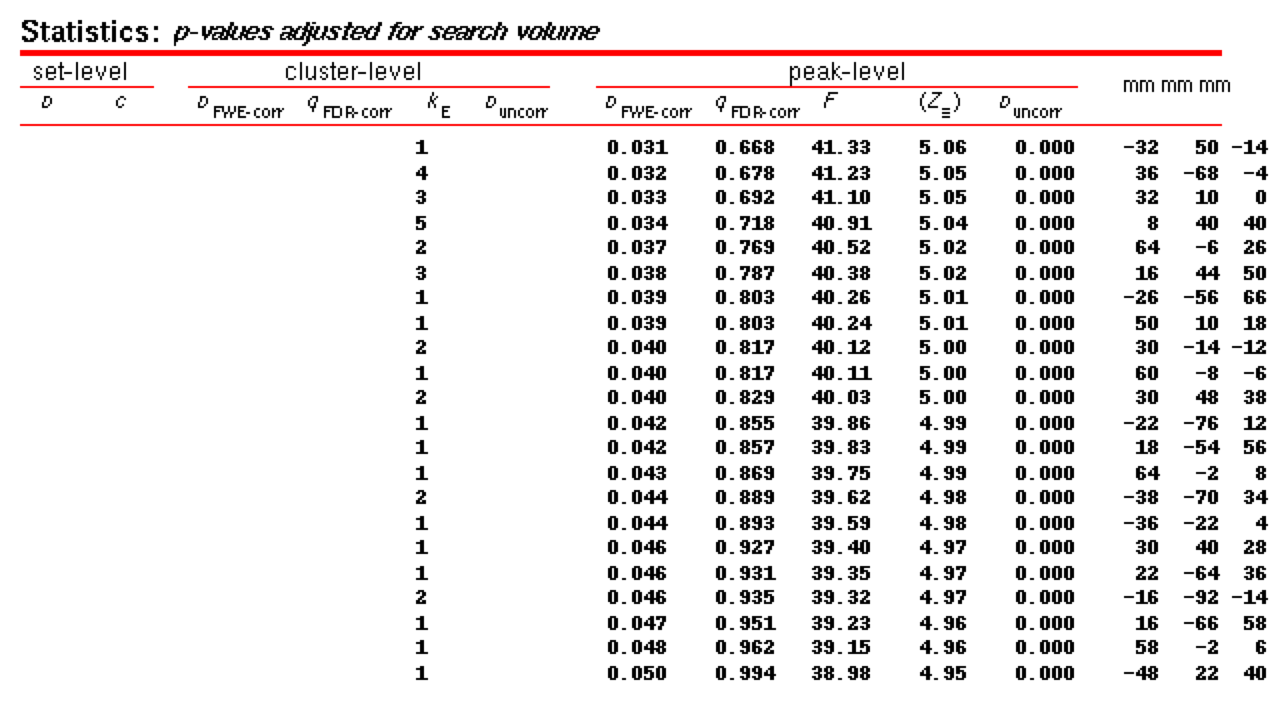 Statistics: p-values adjusted for search volume
set-level cluster-level peak-level mm mm mm
p c p FWE-corr q FDR-corr k E p uncorr p FWE-corr q FDR-corr F (Z≡) p uncorr
1 0.031 0.668 41.33 5.06 0.000 −32 50 −14
4 0.032 0.678 41.23 5.05 0.000 36 −68 −4
3 0.033 0.692 41.10 5.05 0.000 32 10 0
5 0.034 0.718 40.91 5.04 0.000 8 40 40
2 0.037 0.769 40.52 5.02 0.000 64 −6 26
3 0.038 0.787 40.38 5.02 0.000 16 44 50
1 0.039 0.803 40.26 5.01 0.000 −26 −56 66
1 0.039 0.803 40.24 5.01 0.000 50 10 18
2 0.040 0.817 40.12 5.00 0.000 30 −14 −12
1 0.040 0.817 40.11 5.00 0.000 60 −8 −6
2 0.040 0.829 40.03 5.00 0.000 30 48 38
1 0.042 0.855 39.86 4.99 0.000 −22 −76 12
1 0.042 0.857 39.83 4.99 0.000 18 −54 56
1 0.043 0.869 39.75 4.99 0.000 64 −2 8
2 0.044 0.889 39.62 4.98 0.000 −38 −70 34
1 0.044 0.893 39.59 4.98 0.000 −36 −22 4
1 0.046 0.927 39.40 4.97 0.000 30 40 28
1 0.046 0.931 39.35 4.97 0.000 22 −64 36
2 0.046 0.935 39.32 4.97 0.000 −16 −92 −14
1 0.047 0.951 39.23 4.96 0.000 16 −66 58
1 0.048 0.962 39.15 4.96 0.000 58 −2 6
1 0.050 0.994 38.98 4.95 0.000 −48 22 40